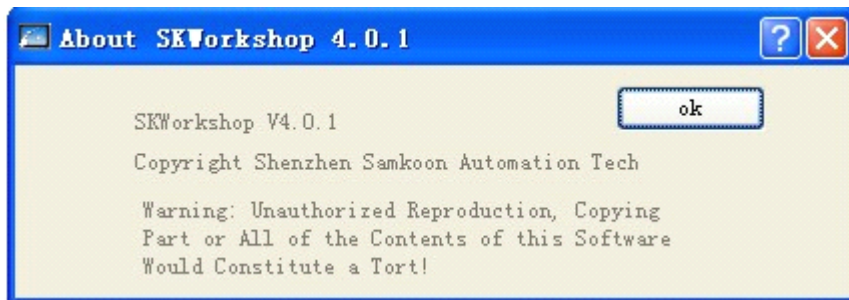 About SKWorkshop 4.0.1
ok
SKWorkshop V4.0.1
Copyright Shenzhen Samkoon Automation Tech
Warning: Unauthorized Reproduction, Copying
Part or All of the Contents of this Software
Would Constitute a Tort!